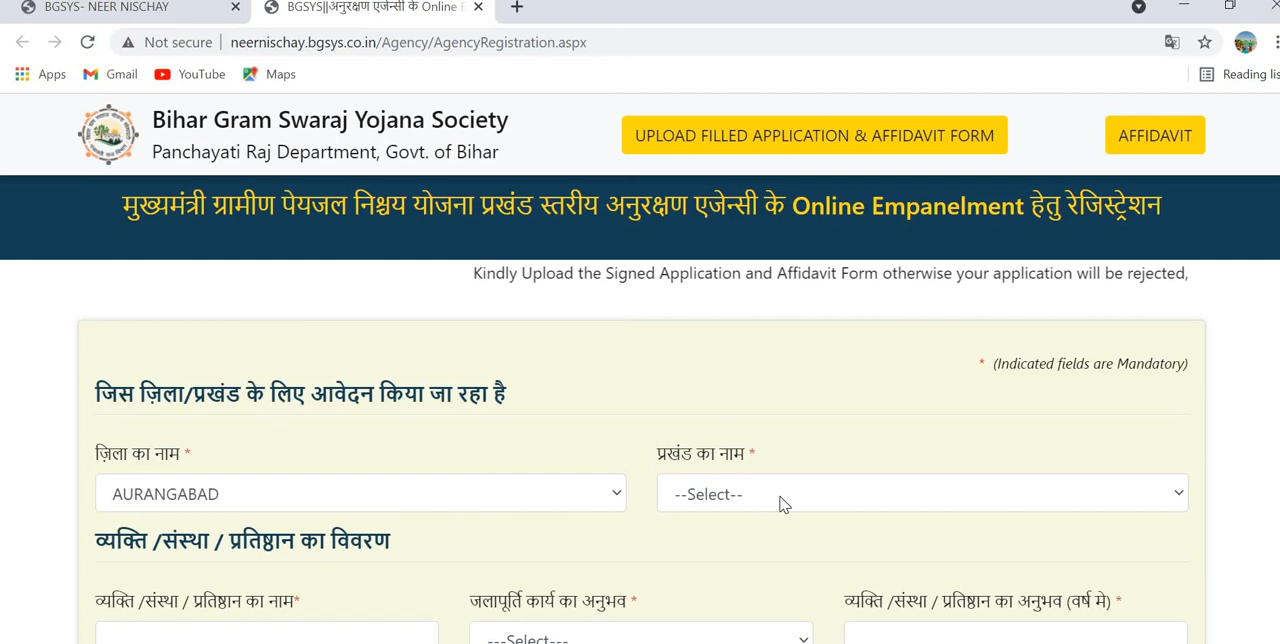 BGSYS- NEER NISCHAY
BGSYS||अनुरक्षण एजेन्सी के Online
Not secure
neernischay.bgsys.co.in/Agency/AgencyRegistration.aspx
Apps
Gmail
YouTube
Maps
Reading lis
Bihar Gram Swaraj Yojana Society
Panchayati Raj Department, Govt. of Bihar
UPLOAD FILLED APPLICATION & AFFIDAVIT FORM
AFFIDAVIT
मुख्यमंत्री ग्रामीण पेयजल निश्चय योजना प्रखंड स्तरीय अनुरक्षण एजेन्सी के Online Empanelment हेतु रेजिस्ट्रेशन
Kindly Upload the Signed Application and Affidavit Form otherwise your application will be rejected,
* (Indicated fields are Mandatory)
जिस ज़िला/प्रखंड के लिए आवेदन किया जा रहा है
ज़िला का नाम *
प्रखंड का नाम *
AURANGABAD
--Select--
व्यक्ति /संस्था / प्रतिष्ठान का विवरण
व्यक्ति /संस्था / प्रतिष्ठान का नाम*
जलापूर्ति कार्य का अनुभव *
व्यक्ति /संस्था / प्रतिष्ठान का अनुभव (वर्ष मे) *
---Select---